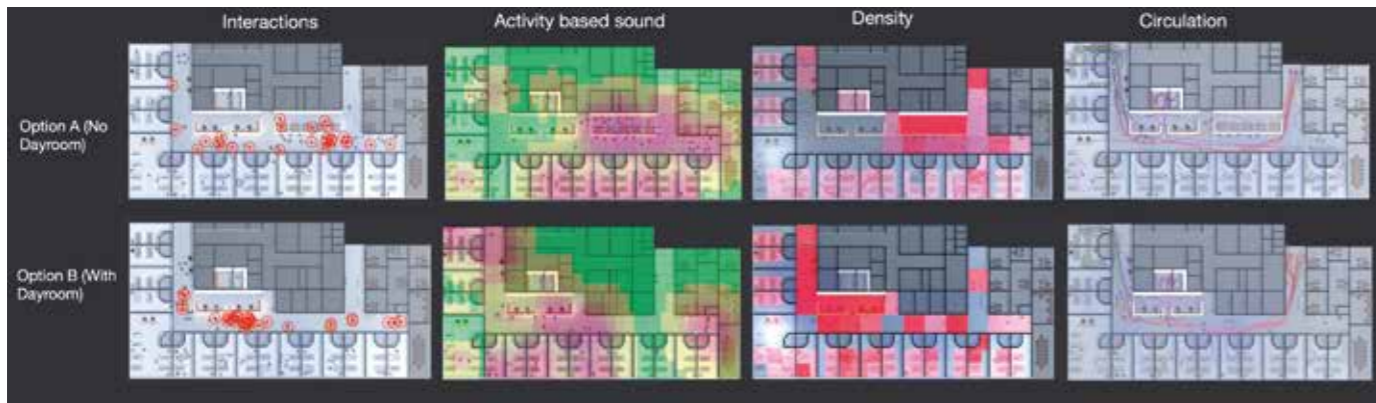 Interactions
Activity based sound
Density
Circulation
Option A (No
Dayroom)
Option B (With
Dayroom)